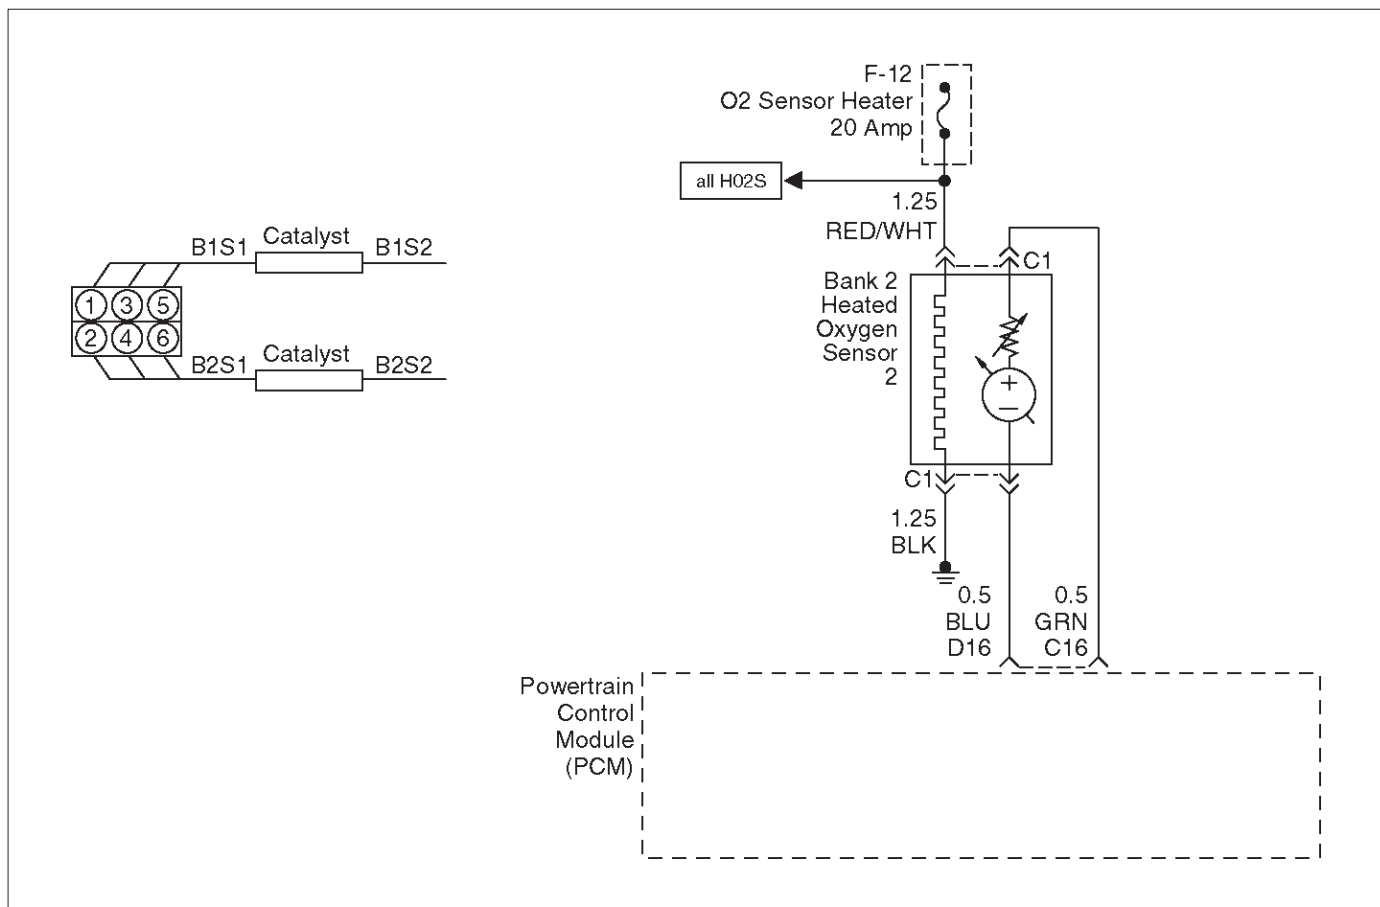 F-12
O2 Sensor Heater
20 Amp
all H02S
1.25
RED/WHT
B1S1
Catalyst
B1S2
C1
1 3 5
2 4 6
Bank 2
Heated
Oxygen
Sensor
2
+
−
B2S1
Catalyst
B2S2
C1
1.25
BLK
0.5
BLU
D16
0.5
GRN
C16
Powertrain
Control
Module
(PCM)